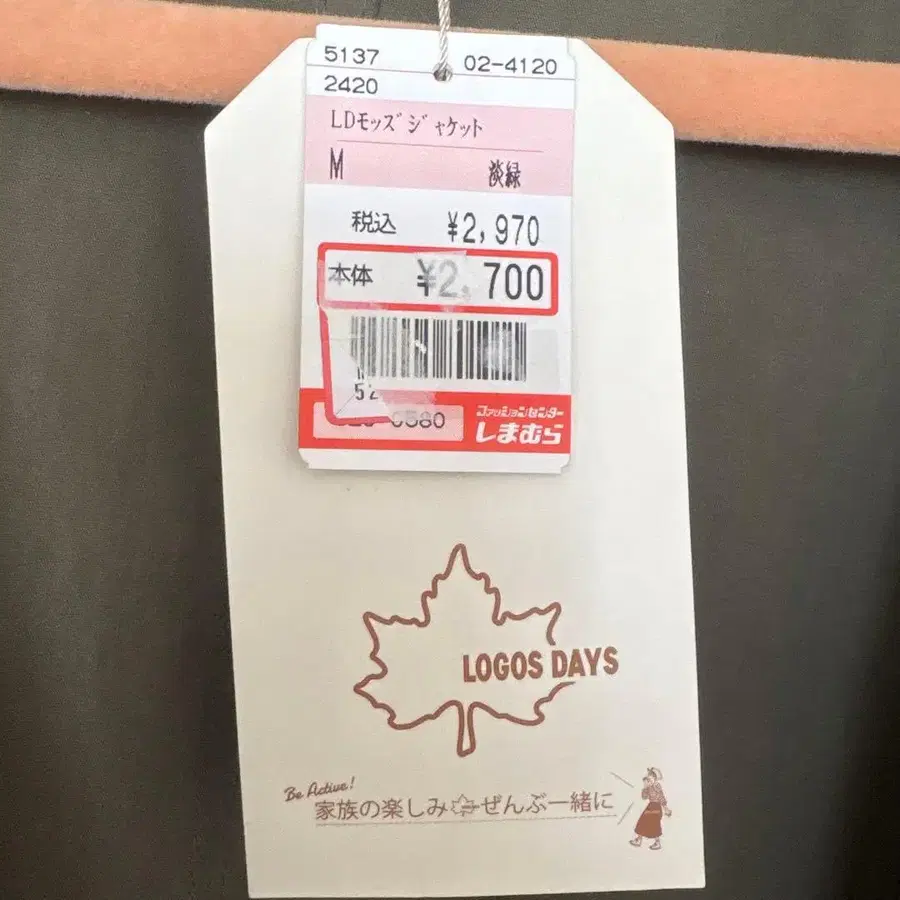 5137 02-4120
2420
LDモッズジャケット
M 淡緑
税込 ¥2,970
本体 ¥2,700
52
0580
ファッションセンター
しまむら
LOGOS DAYS
Be Active!
家族の楽しみぜんぶ一緒に